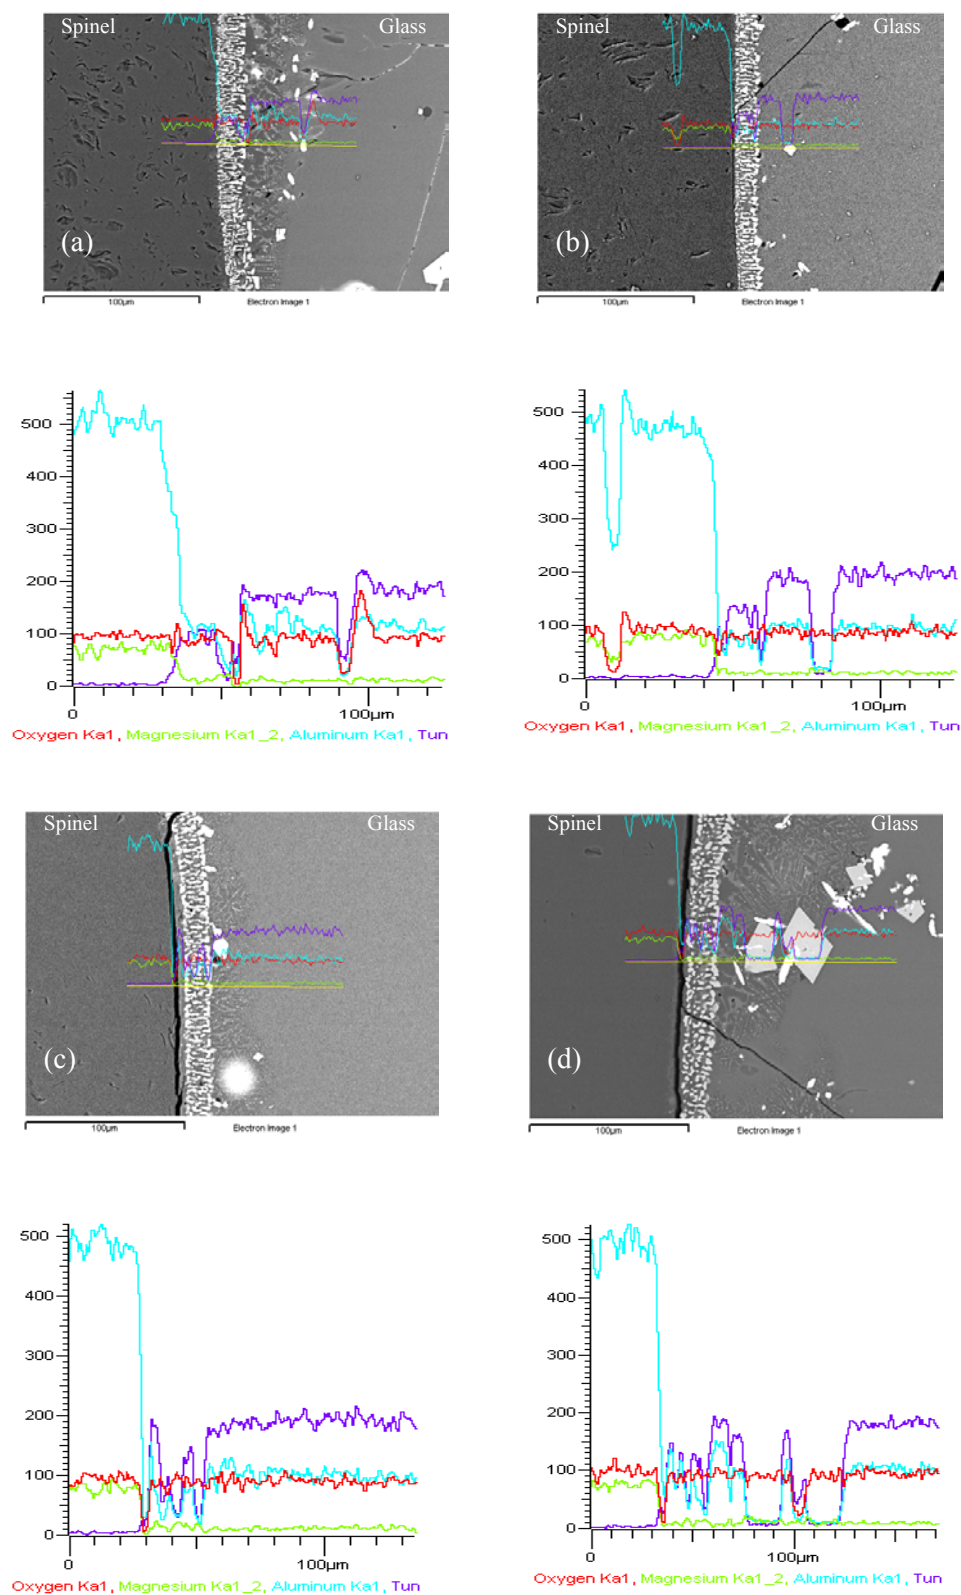 Spinel Glass
(a)
100µm Electron Image 1
Spinel Glass
(b)
100µm Electron Image 1
500
400
300
200
100
0
0 100µm
Oxygen Ka1, Magnesium Ka1_2, Aluminum Ka1, Tun
500
400
300
200
100
0
0 100µm
Oxygen Ka1, Magnesium Ka1_2, Aluminum Ka1, Tun
Spinel Glass
(c)
100µm Electron Image 1
Spinel Glass
(d)
100µm Electron Image 1
500
400
300
200
100
0
0 100µm
Oxygen Ka1, Magnesium Ka1_2, Aluminum Ka1, Tun
500
400
300
200
100
0
0 100µm
Oxygen Ka1, Magnesium Ka1_2, Aluminum Ka1, Tun